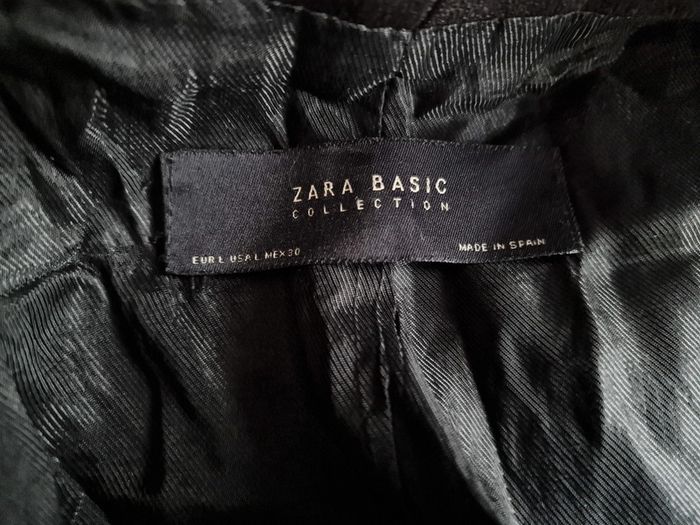 ZARA BASIC
COLLECTION
EUR L USA L MEX 30
MADE IN SPAIN